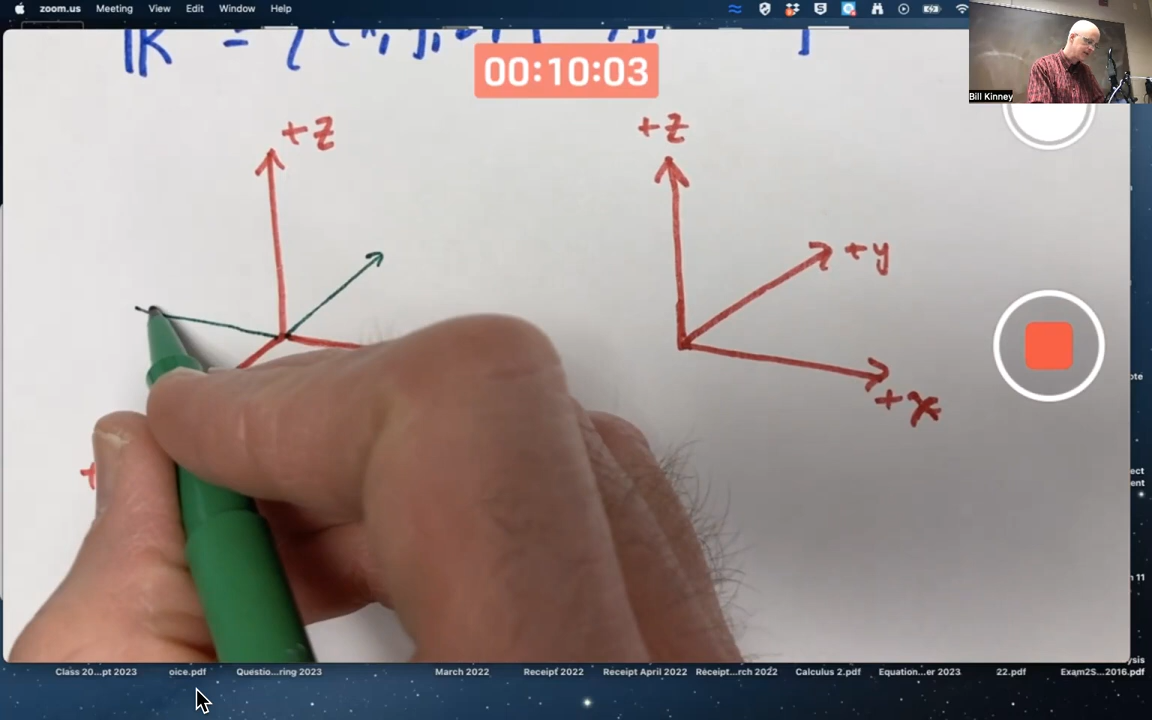 zoom.us Meeting View Edit Window Help
00:10:03
Bill Kinney
+z
+z
+y
+x
Class 20...pt 2023 oice.pdf Questio...ring 2023 March 2022 Receipt 2022 Receipt April 2022 Receipt...rch 2022 Calculus 2.pdf Equation...er 2023 22.pdf Exam2S...2016.pdf